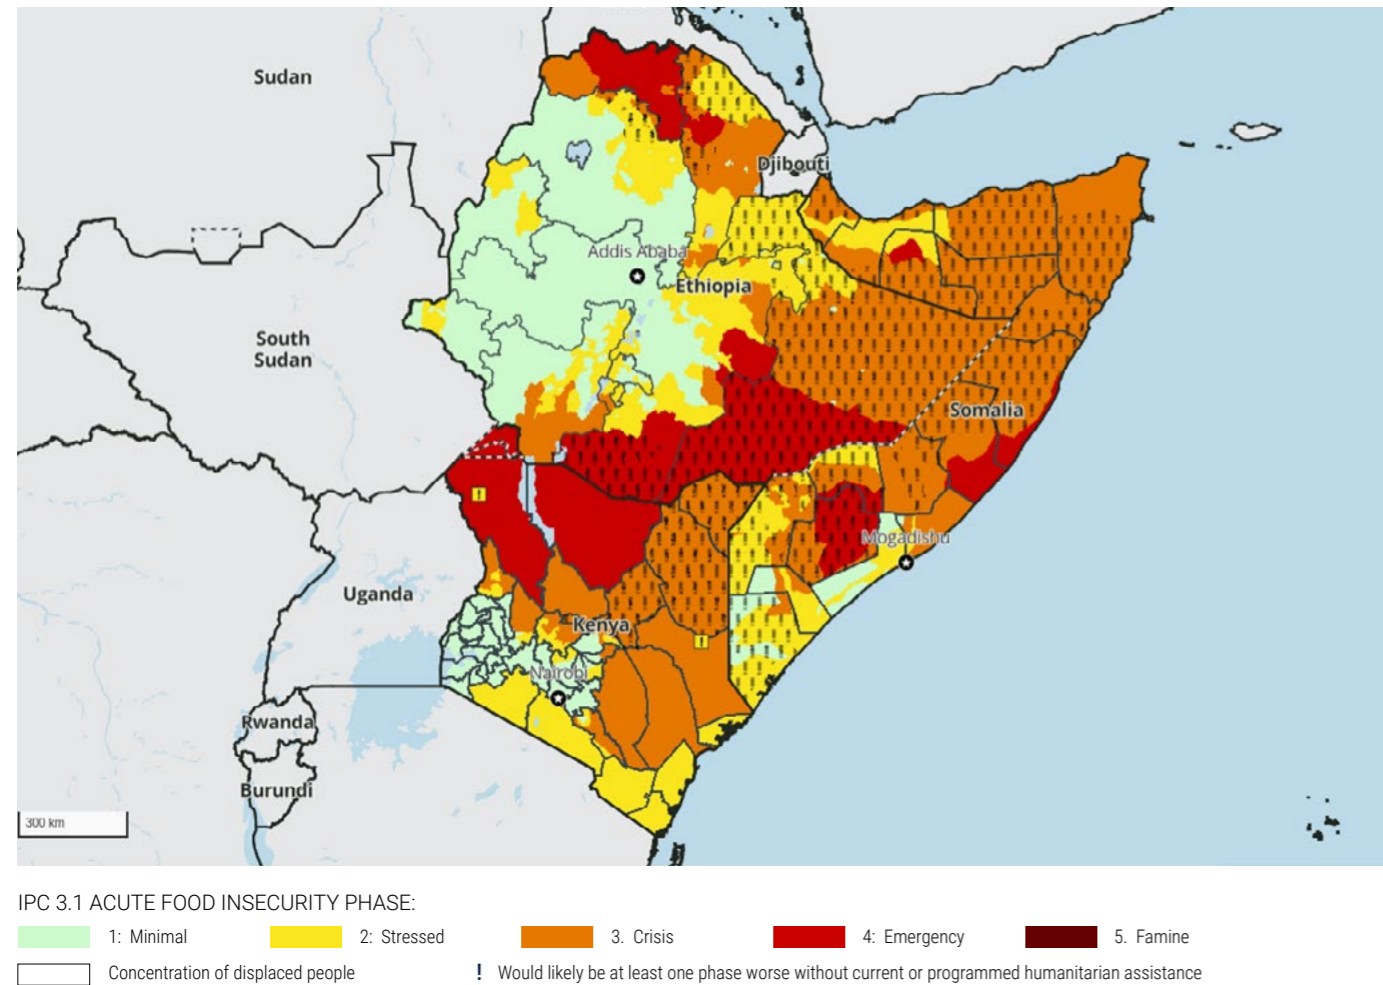 Sudan
Djibouti
Addis Ababa
Ethiopia
South
Sudan
Somalia
Mogadishu
Uganda
Kenya
Nairobi
Rwanda
Burundi
300 km
IPC 3.1 ACUTE FOOD INSECURITY PHASE:
1: Minimal
2: Stressed
3. Crisis
4: Emergency
5. Famine
Concentration of displaced people
! Would likely be at least one phase worse without current or programmed humanitarian assistance